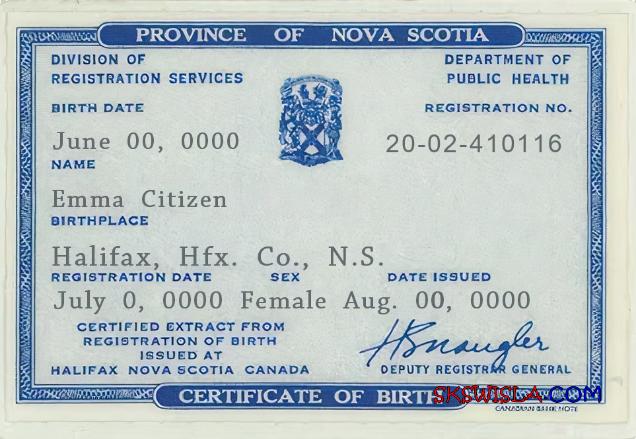 PROVINCE OF NOVA SCOTIA
DIVISION OF
REGISTRATION SERVICES
DEPARTMENT OF
PUBLIC HEALTH
BIRTH DATE
REGISTRATION NO.
June 00, 0000
20-02-410116
NAME
Emma Citizen
BIRTHPLACE
Halifax, Hfx. Co., N.S.
REGISTRATION DATE SEX DATE ISSUED
July 0, 0000 Female Aug. 00, 0000
CERTIFIED EXTRACT FROM
REGISTRATION OF BIRTH
ISSUED AT
HALIFAX NOVA SCOTIA CANADA
HBnaugler
DEPUTY REGISTRAR GENERAL
CERTIFICATE OF BIRTH
SKSWISLA.COM
CANADIAN BANK NOTE